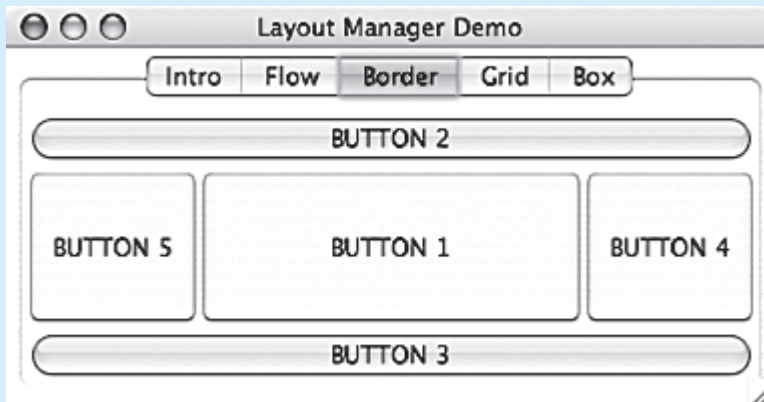 Layout Manager Demo
Intro Flow Border Grid Box
BUTTON 2
BUTTON 5 BUTTON 1 BUTTON 4
BUTTON 3